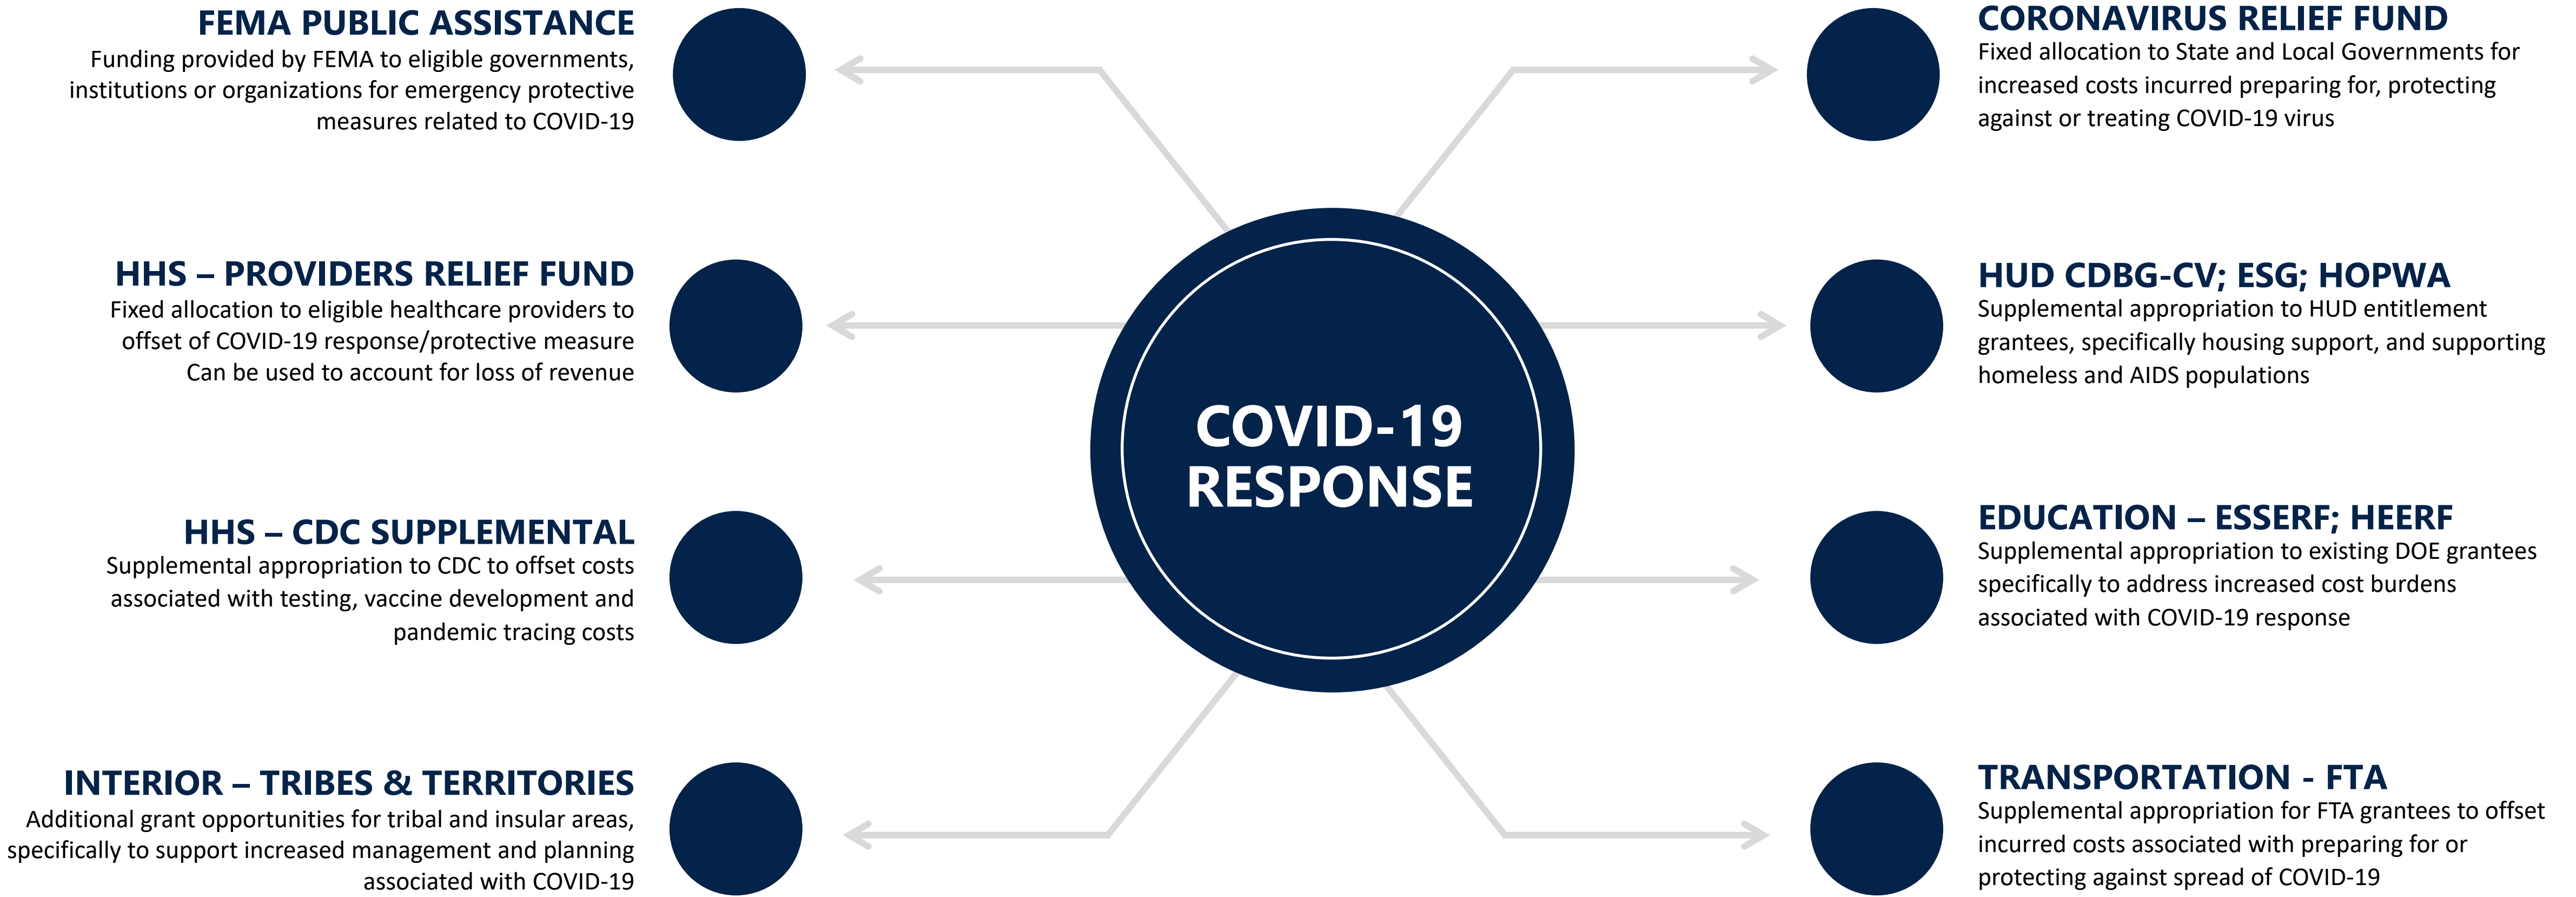 FEMA PUBLIC ASSISTANCE
Funding provided by FEMA to eligible governments,
institutions or organizations for emergency protective
measures related to COVID-19
HHS – PROVIDERS RELIEF FUND
Fixed allocation to eligible healthcare providers to
offset of COVID-19 response/protective measure
Can be used to account for loss of revenue
HHS – CDC SUPPLEMENTAL
Supplemental appropriation to CDC to offset costs
associated with testing, vaccine development and
pandemic tracing costs
INTERIOR – TRIBES & TERRITORIES
Additional grant opportunities for tribal and insular areas,
specifically to support increased management and planning
associated with COVID-19
COVID-19
RESPONSE
CORONAVIRUS RELIEF FUND
Fixed allocation to State and Local Governments for
increased costs incurred preparing for, protecting
against or treating COVID-19 virus
HUD CDBG-CV; ESG; HOPWA
Supplemental appropriation to HUD entitlement
grantees, specifically housing support, and supporting
homeless and AIDS populations
EDUCATION – ESSERF; HEERF
Supplemental appropriation to existing DOE grantees
specifically to address increased cost burdens
associated with COVID-19 response
TRANSPORTATION - FTA
Supplemental appropriation for FTA grantees to offset
incurred costs associated with preparing for or
protecting against spread of COVID-19